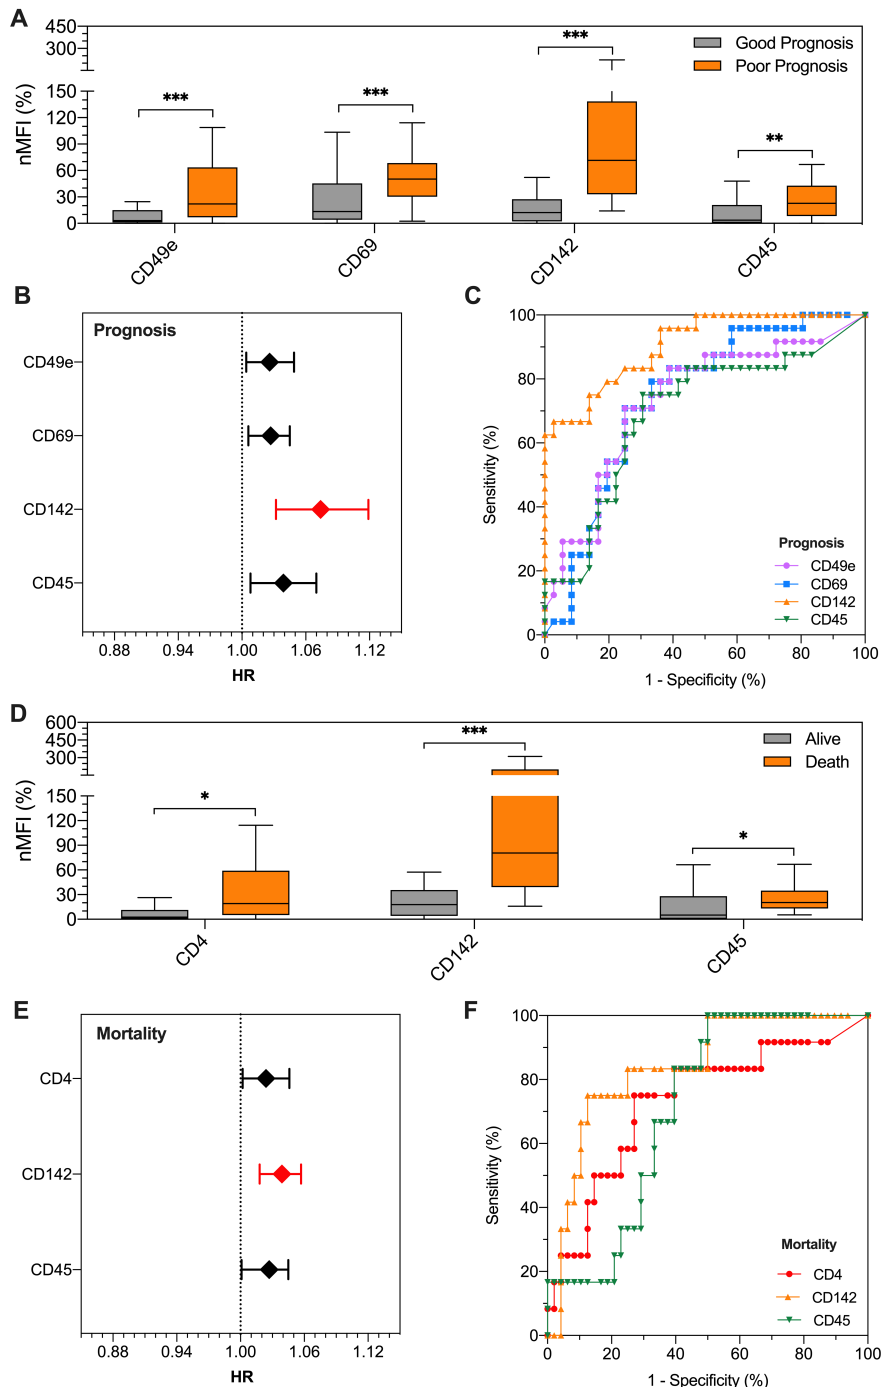 A
450
300
150
120
90
60
30
0
nMFI (%)
***
***
***
**
Good Prognosis
Poor Prognosis
CD49e
CD69
CD142
CD45
B
Prognosis
CD49e
CD69
CD142
CD45
0.88
0.94
1.00
1.06
1.12
HR
C
100
80
60
40
20
0
Sensitivity (%)
Prognosis
CD49e
CD69
CD142
CD45
0
20
40
60
80
100
1 - Specificity (%)
D
600
450
300
150
120
90
60
30
0
nMFI (%)
*
***
*
Alive
Death
CD4
CD142
CD45
E
Mortality
CD4
CD142
CD45
0.88
0.94
1.00
1.06
1.12
HR
F
100
80
60
40
20
0
Sensitivity (%)
Mortality
CD4
CD142
CD45
0
20
40
60
80
100
1 - Specificity (%)